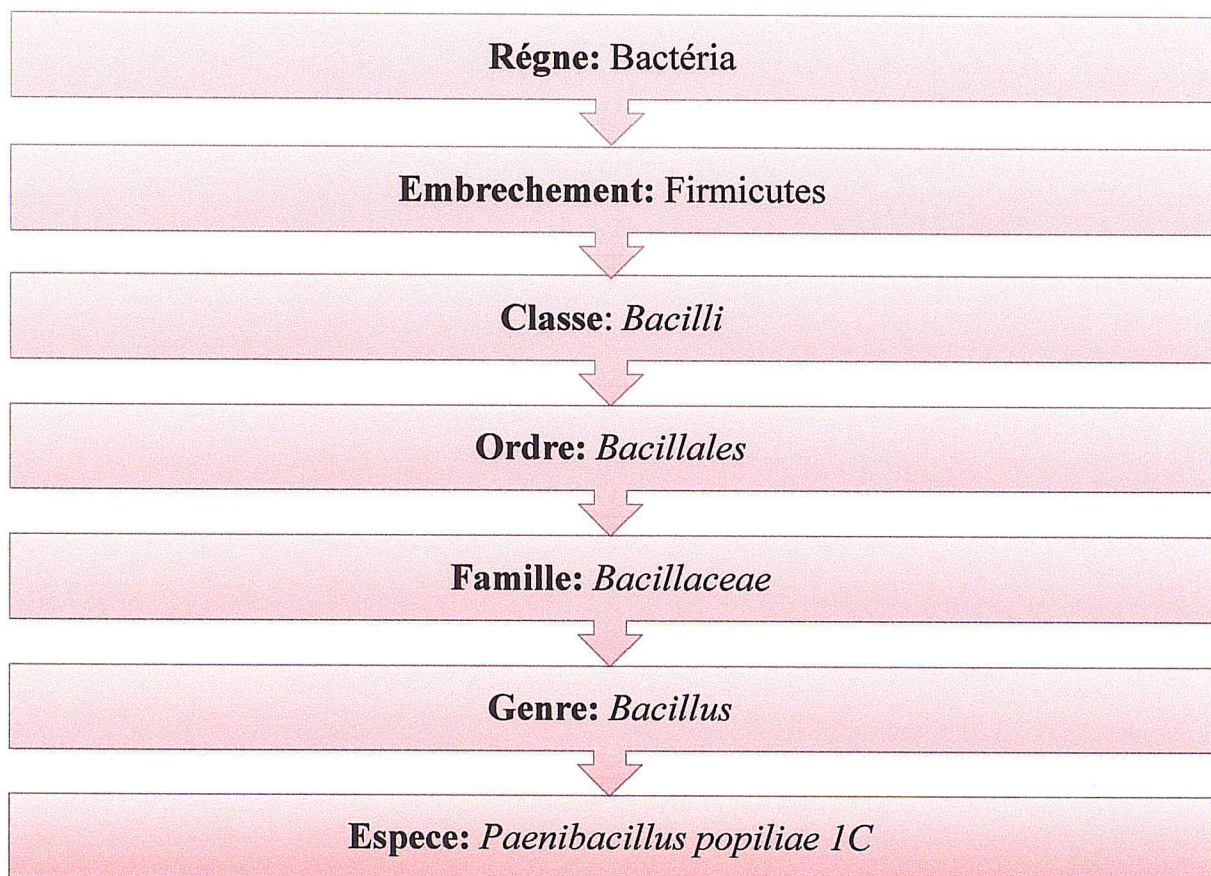 Régne: Bactéria
Embrechement: Firmicutes
Classe: Bacilli
Ordre: Bacillales
Famille: Bacillaceae
Genre: Bacillus
Espece: Paenibacillus popiliae 1C